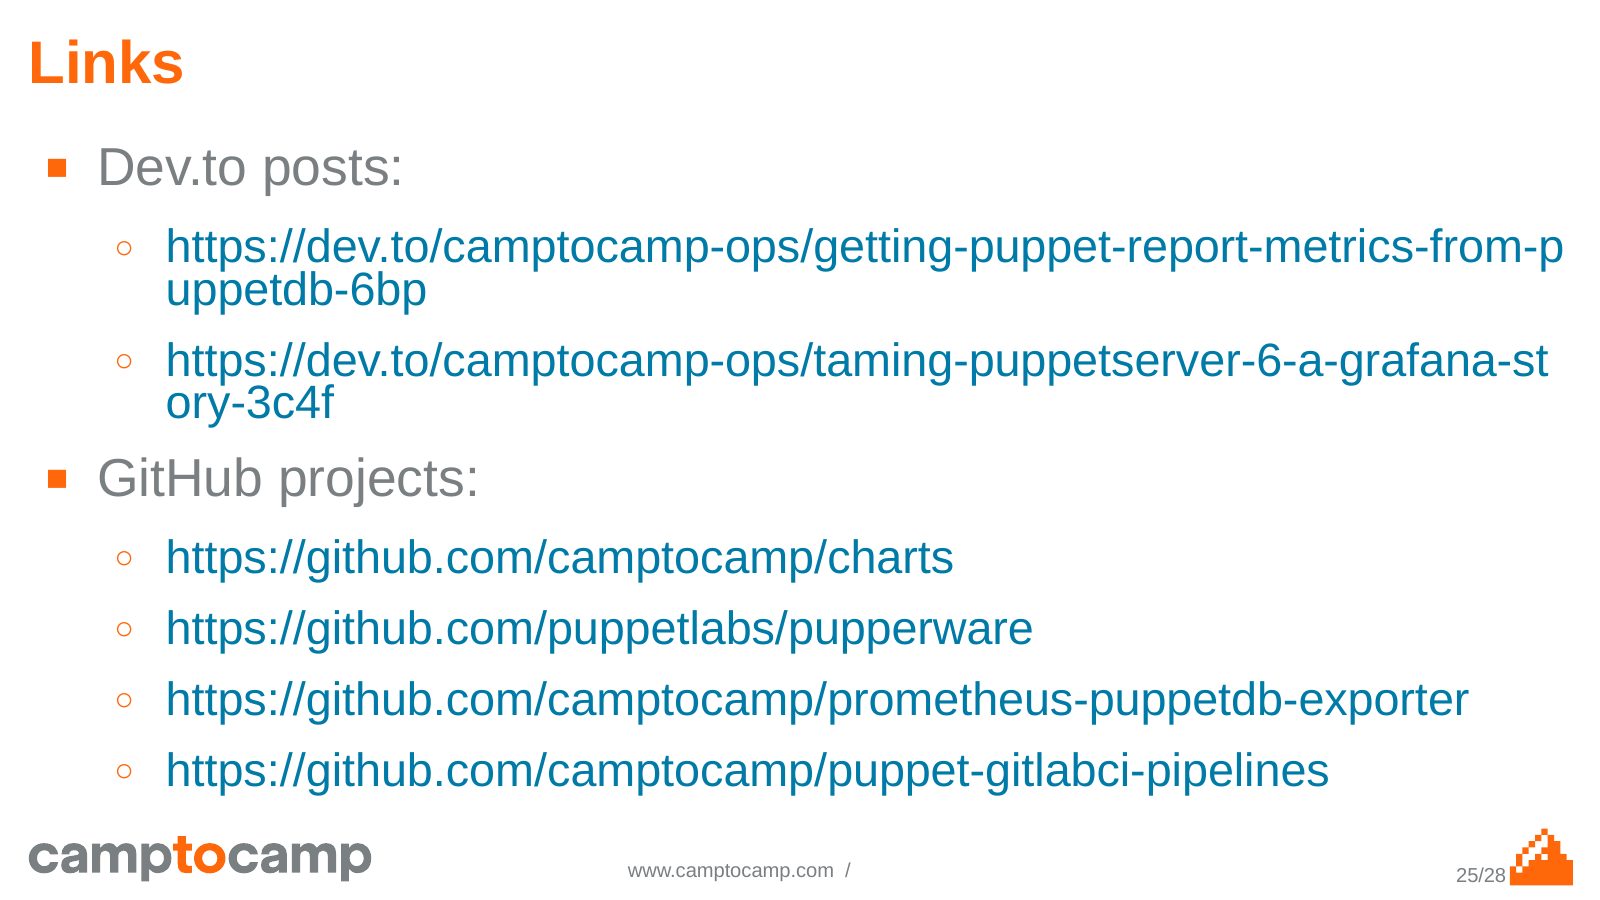 Links
Dev.to posts:
https://dev.to/camptocamp-ops/getting-puppet-report-metrics-from-p
uppetdb-6bp
https://dev.to/camptocamp-ops/taming-puppetserver-6-a-grafana-st
ory-3c4f
GitHub projects:
https://github.com/camptocamp/charts
https://github.com/puppetlabs/pupperware
https://github.com/camptocamp/prometheus-puppetdb-exporter
https://github.com/camptocamp/puppet-gitlabci-pipelines
camptocamp
www.camptocamp.com /
25/28